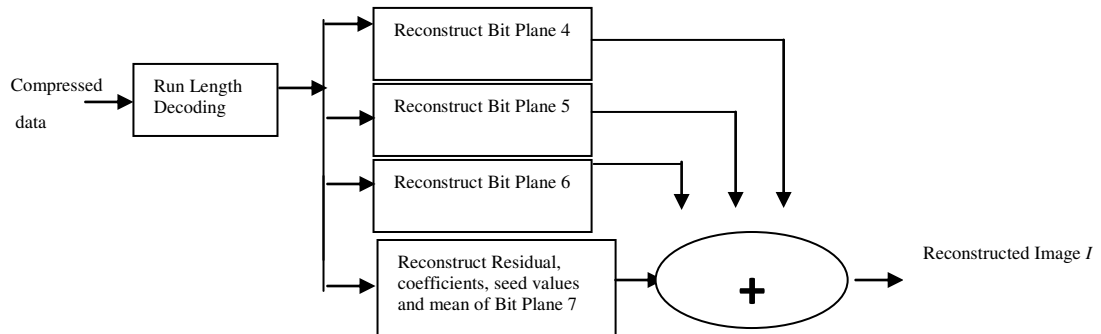 Compressed
data
Run Length
Decoding
Reconstruct Bit Plane 4
Reconstruct Bit Plane 5
Reconstruct Bit Plane 6
Reconstruct Residual,
coefficients, seed values
and mean of Bit Plane 7
+
Reconstructed Image I